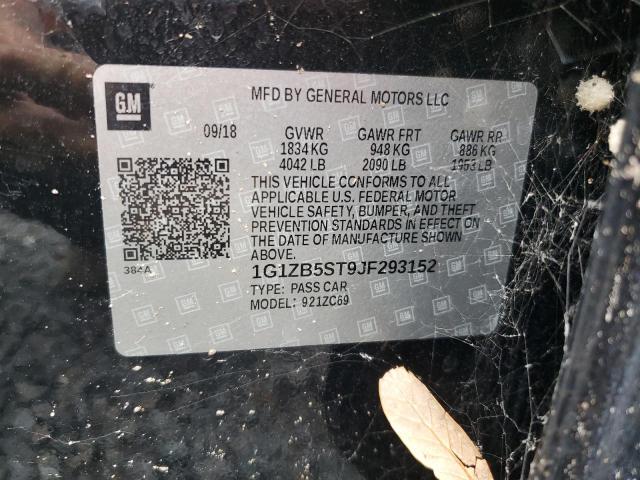 GM
MFD BY GENERAL MOTORS LLC
09/18 GVWR GAWR FRT GAWR RR
1834 KG 948 KG 886 KG
4042 LB 2090 LB 1953 LB
THIS VEHICLE CONFORMS TO ALL
APPLICABLE U.S. FEDERAL MOTOR
VEHICLE SAFETY, BUMPER, AND THEFT
PREVENTION STANDARDS IN EFFECT ON
THE DATE OF MANUFACTURE SHOWN
ABOVE.
384A
1G1ZB5ST9JF293152
TYPE: PASS CAR
MODEL: 921ZC69